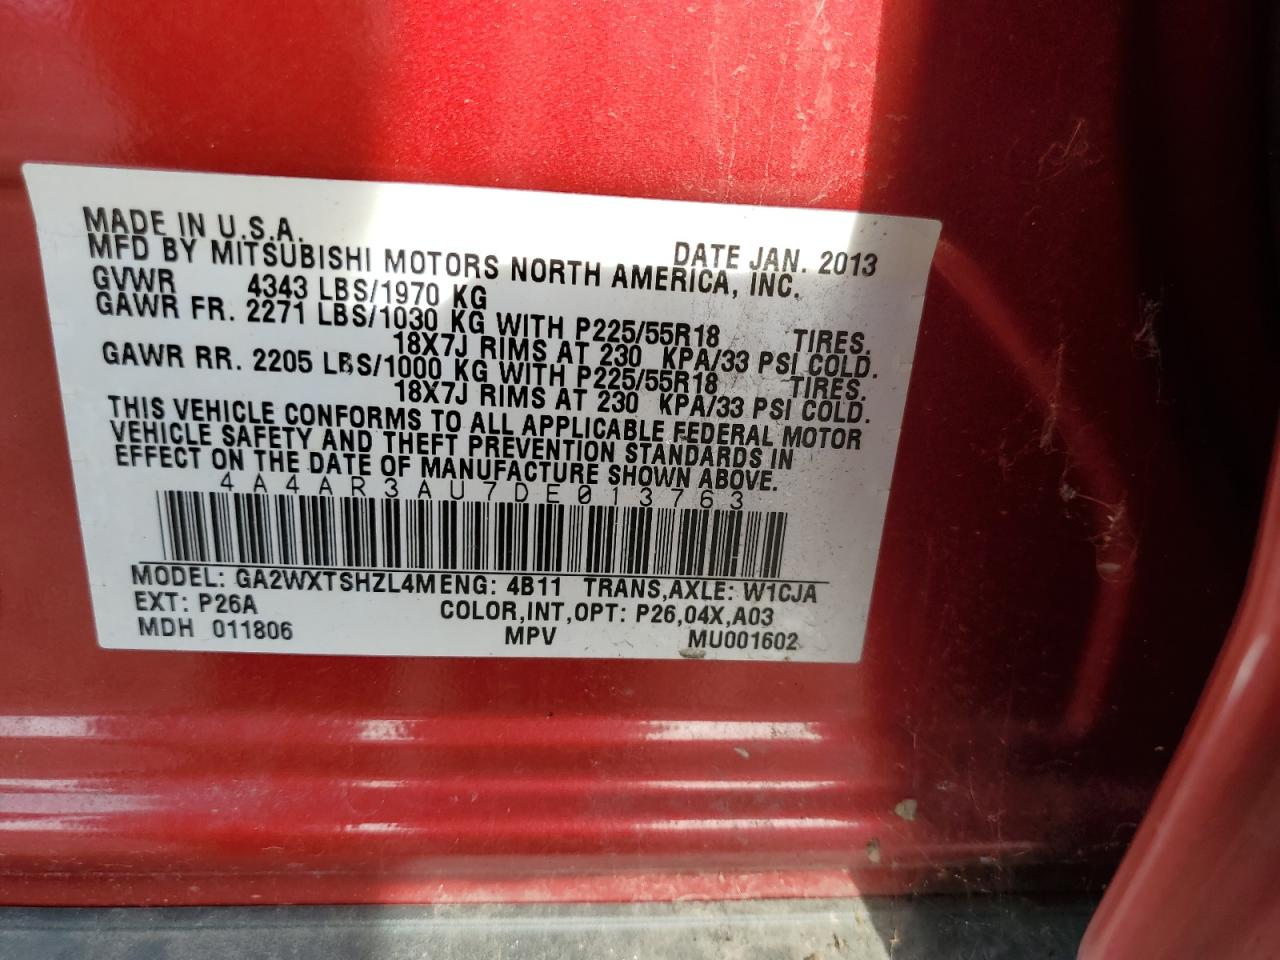 MADE IN U.S.A. DATE JAN. 2013
MFD BY MITSUBISHI MOTORS NORTH AMERICA, INC.
GVWR 4343 LBS/1970 KG
GAWR FR. 2271 LBS/1030 KG WITH P225/55R18 TIRES.
18X7J RIMS AT 230 KPA/33 PSI COLD.
GAWR RR. 2205 LBS/1000 KG WITH P225/55R18 TIRES.
18X7J RIMS AT 230 KPA/33 PSI COLD.
THIS VEHICLE CONFORMS TO ALL APPLICABLE FEDERAL MOTOR
VEHICLE SAFETY AND THEFT PREVENTION STANDARDS IN
EFFECT ON THE DATE OF MANUFACTURE SHOWN ABOVE.
4A4AR3AU7DE013763
MODEL: GA2WXTSHZL4M ENG: 4B11 TRANS,AXLE: W1CJA
EXT: P26A COLOR,INT,OPT: P26,04X,A03
MDH 011806 MPV MU001602